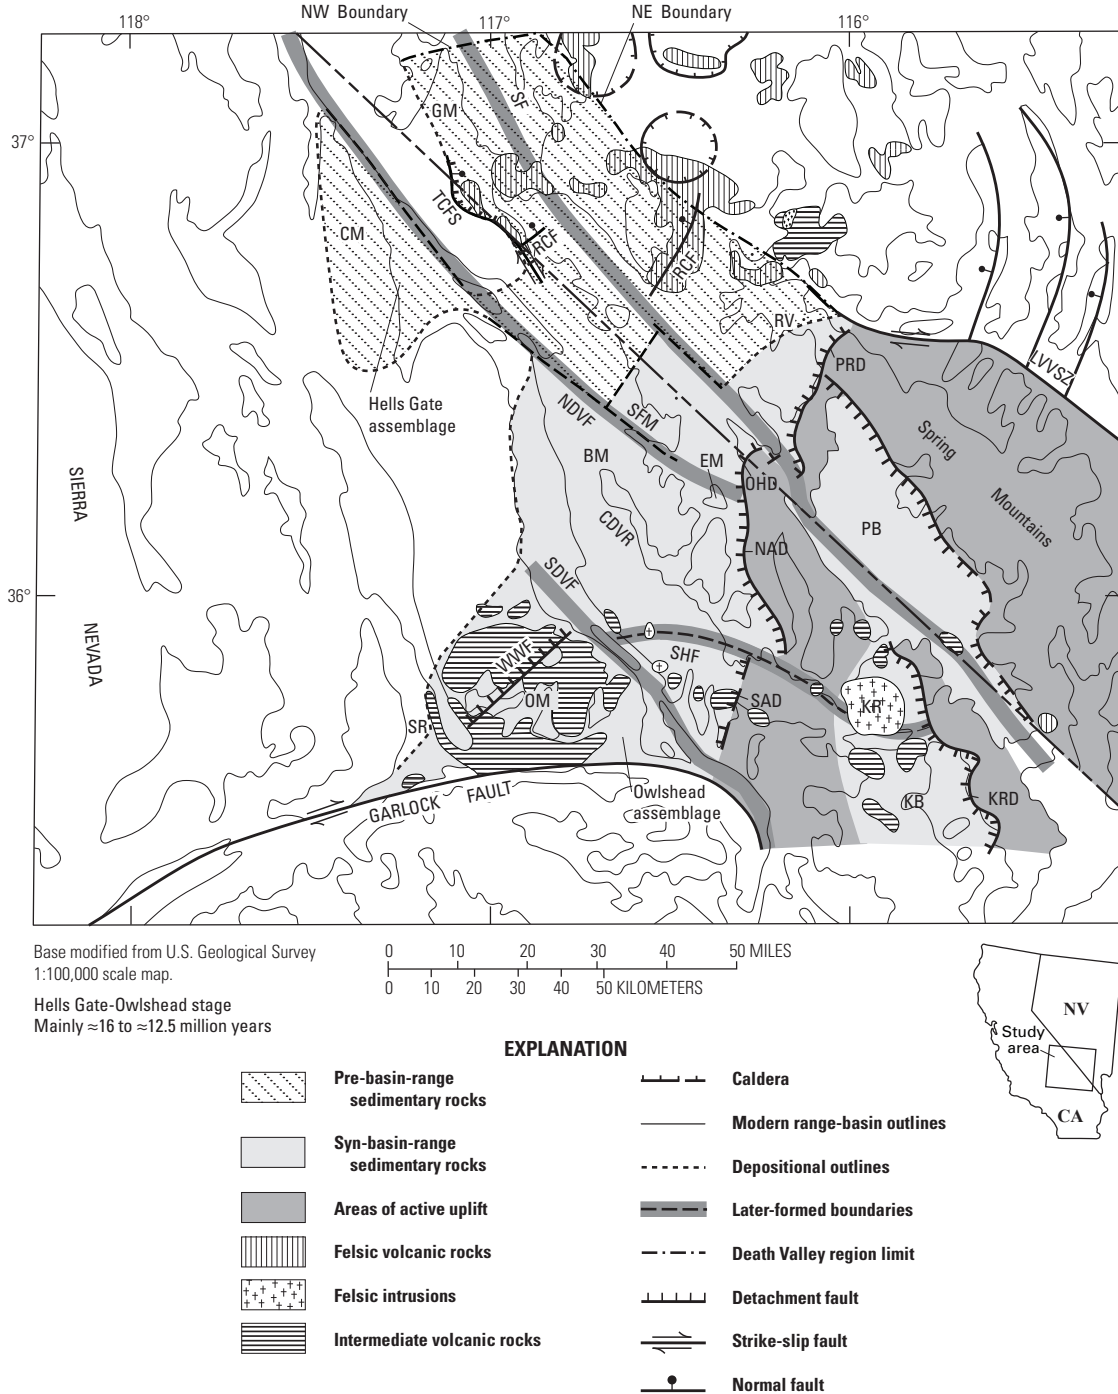 NW Boundary
NE Boundary
118°
117°
116°
37°
36°
GM
SF
CM
TCFS
RCF
RCF
RV
PRD
LVVSZ
Hells Gate
assemblage
NDVF
SFM
BM
EM
OHD
Spring
Mountains
SIERRA
NEVADA
CDVR
PB
NAD
SDVF
WWF
SHF
OM
SAD
KR
SR
GARLOCK FAULT
Owlshead
assemblage
KB
KRD
Base modified from U.S. Geological Survey
1:100,000 scale map.
0 10 20 30 40 50 MILES
0 10 20 30 40 50 KILOMETERS
Hells Gate-Owlshead stage
Mainly ≈16 to ≈12.5 million years
NV
Study
area
CA
EXPLANATION
Pre-basin-range
sedimentary rocks
Syn-basin-range
sedimentary rocks
Areas of active uplift
Felsic volcanic rocks
Felsic intrusions
Intermediate volcanic rocks
Caldera
Modern range-basin outlines
Depositional outlines
Later-formed boundaries
Death Valley region limit
Detachment fault
Strike-slip fault
Normal fault